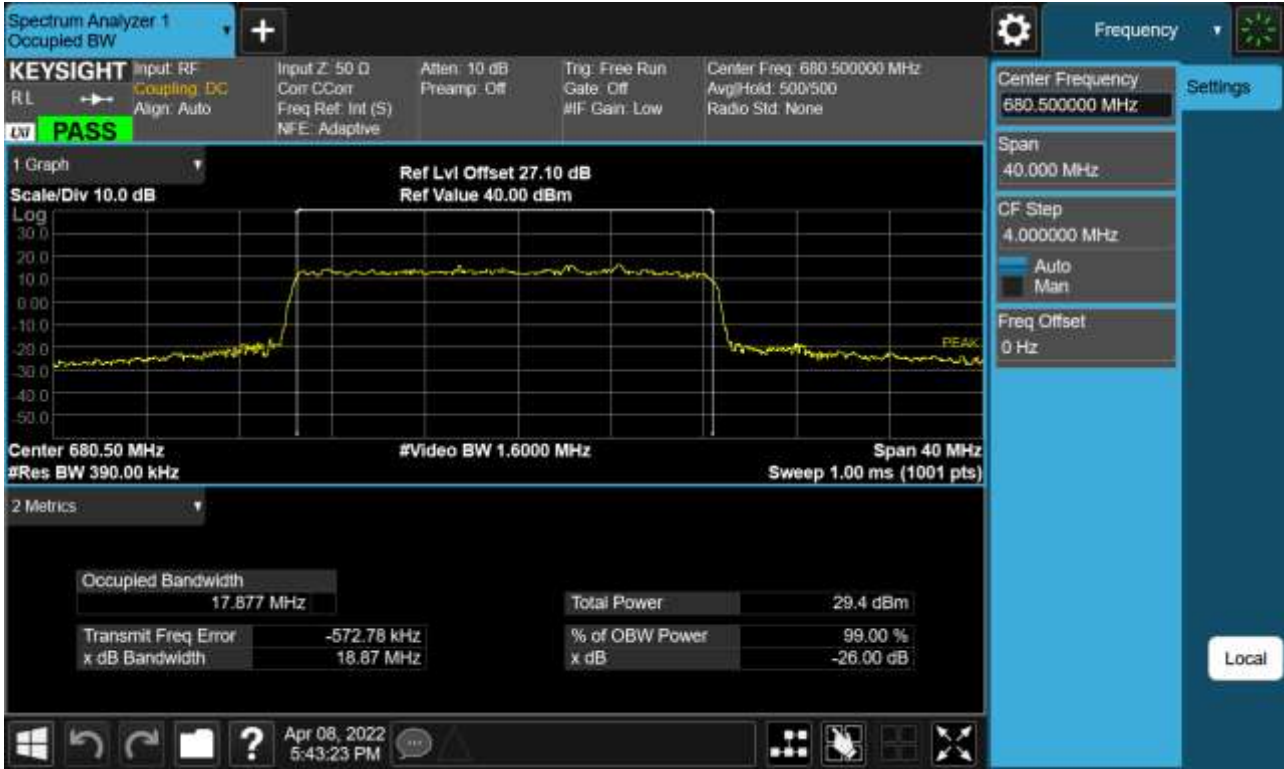 Spectrum Analyzer 1
Occupied BW
+
Frequency
KEYSIGHT
RL
LXI
PASS
Input: RF
Coupling: DC
Align: Auto
Input Z: 50 Ω
Corr CCorr
Freq Ref: Int (S)
NFE: Adaptive
Atten: 10 dB
Preamp: Off
Trig: Free Run
Gate: Off
#IF Gain: Low
Center Freq: 680.500000 MHz
Avg|Hold: 500/500
Radio Std: None
Center Frequency
680.500000 MHz
Settings
Span
40.000 MHz
CF Step
4.000000 MHz
Auto
Man
Freq Offset
0 Hz
Local
1 Graph
Scale/Div 10.0 dB
Ref Lvl Offset 27.10 dB
Ref Value 40.00 dBm
Log
30.0
20.0
10.0
0.00
-10.0
-20.0
-30.0
-40.0
-50.0
PEAK
Center 680.50 MHz
#Video BW 1.6000 MHz
Span 40 MHz
#Res BW 390.00 kHz
Sweep 1.00 ms (1001 pts)
2 Metrics
Occupied Bandwidth
17.877 MHz
Total Power 29.4 dBm
Transmit Freq Error -572.78 kHz
% of OBW Power 99.00 %
x dB Bandwidth 18.87 MHz
x dB -26.00 dB
?
Apr 08, 2022
5:43:23 PM